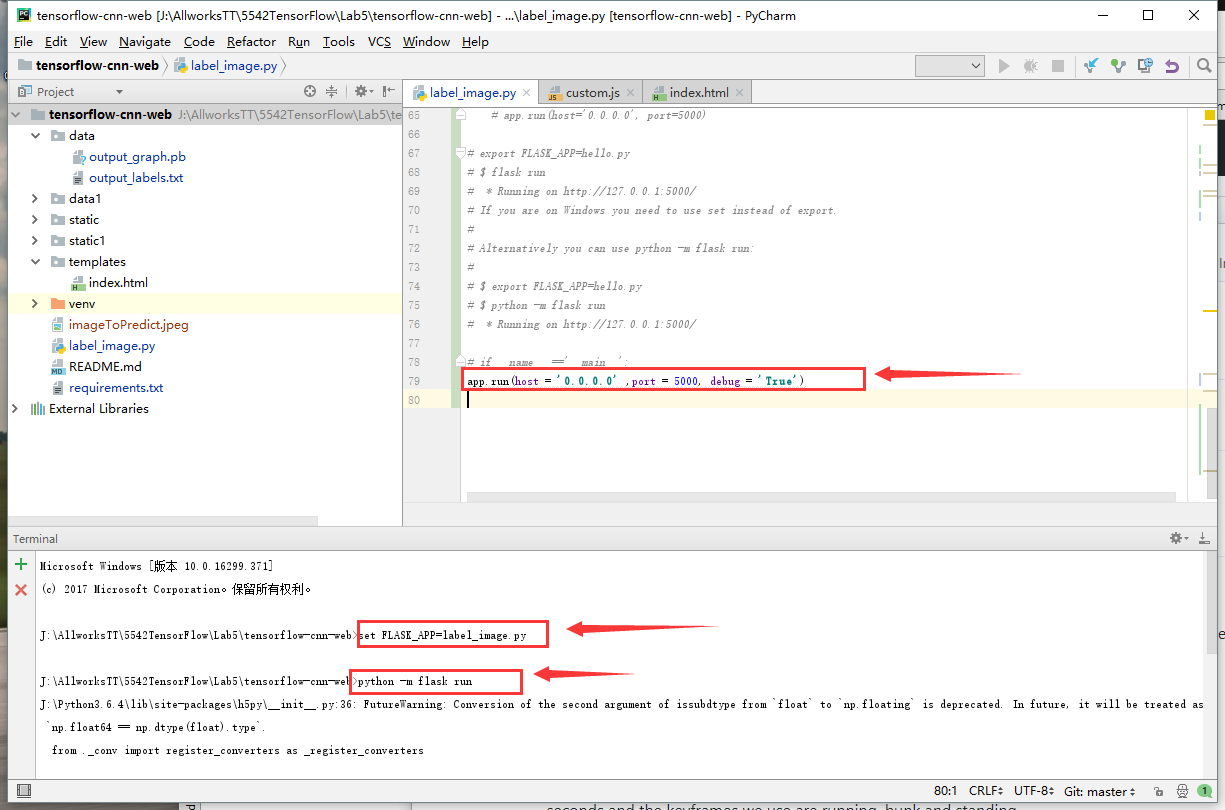 tensorflow-cnn-web [J:\AllworksTT\5542TensorFlow\Lab5\tensorflow-cnn-web] - ...\label_image.py [tensorflow-cnn-web] - PyCharm
File Edit View Navigate Code Refactor Run Tools VCS Window Help
tensorflow-cnn-web label_image.py
Project
label_image.py custom.js index.html
tensorflow-cnn-web J:\AllworksTT\5542TensorFlow\Lab5\te
data
output_graph.pb
output_labels.txt
data1
static
static1
templates
index.html
venv
imageToPredict.jpeg
label_image.py
README.md
requirements.txt
External Libraries
65 # app.run(host='0.0.0.0', port=5000)
66
67 # export FLASK_APP=hello.py
68 # $ flask run
69 # * Running on http://127.0.0.1:5000/
70 # If you are on Windows you need to use set instead of export.
71 #
72 # Alternatively you can use python -m flask run:
73 #
74 # $ export FLASK_APP=hello.py
75 # $ python -m flask run
76 # * Running on http://127.0.0.1:5000/
77
78 # if __name__ =='__main__':
79 app.run(host = '0.0.0.0' ,port = 5000, debug = 'True')
80
Terminal
Microsoft Windows [版本 10.0.16299.371]
(c) 2017 Microsoft Corporation。保留所有权利。
J:\AllworksTT\5542TensorFlow\Lab5\tensorflow-cnn-web>set FLASK_APP=label_image.py
J:\AllworksTT\5542TensorFlow\Lab5\tensorflow-cnn-web>python -m flask run
J:\Python3.6.4\lib\site-packages\h5py\__init__.py:36: FutureWarning: Conversion of the second argument of issubdtype from `float` to `np.floating` is deprecated. In future, it will be treated as
`np.float64 == np.dtype(float).type`.
from ._conv import register_converters as _register_converters
80:1 CRLF UTF-8 Git: master 1